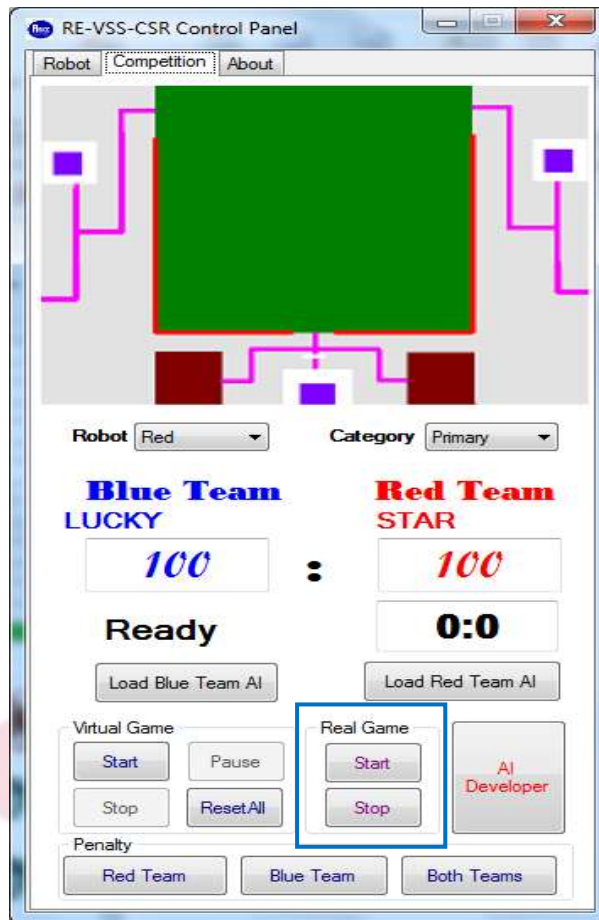 RE-VSS-CSR Control Panel
Robot Competition About
Robot Red Category Primary
Blue Team Red Team
LUCKY STAR
100 : 100
Ready 0:0
Load Blue Team AI Load Red Team AI
Virtual Game Real Game
Start Pause Start AI
Developer
Stop ResetAll Stop
Penalty
Red Team Blue Team Both Teams